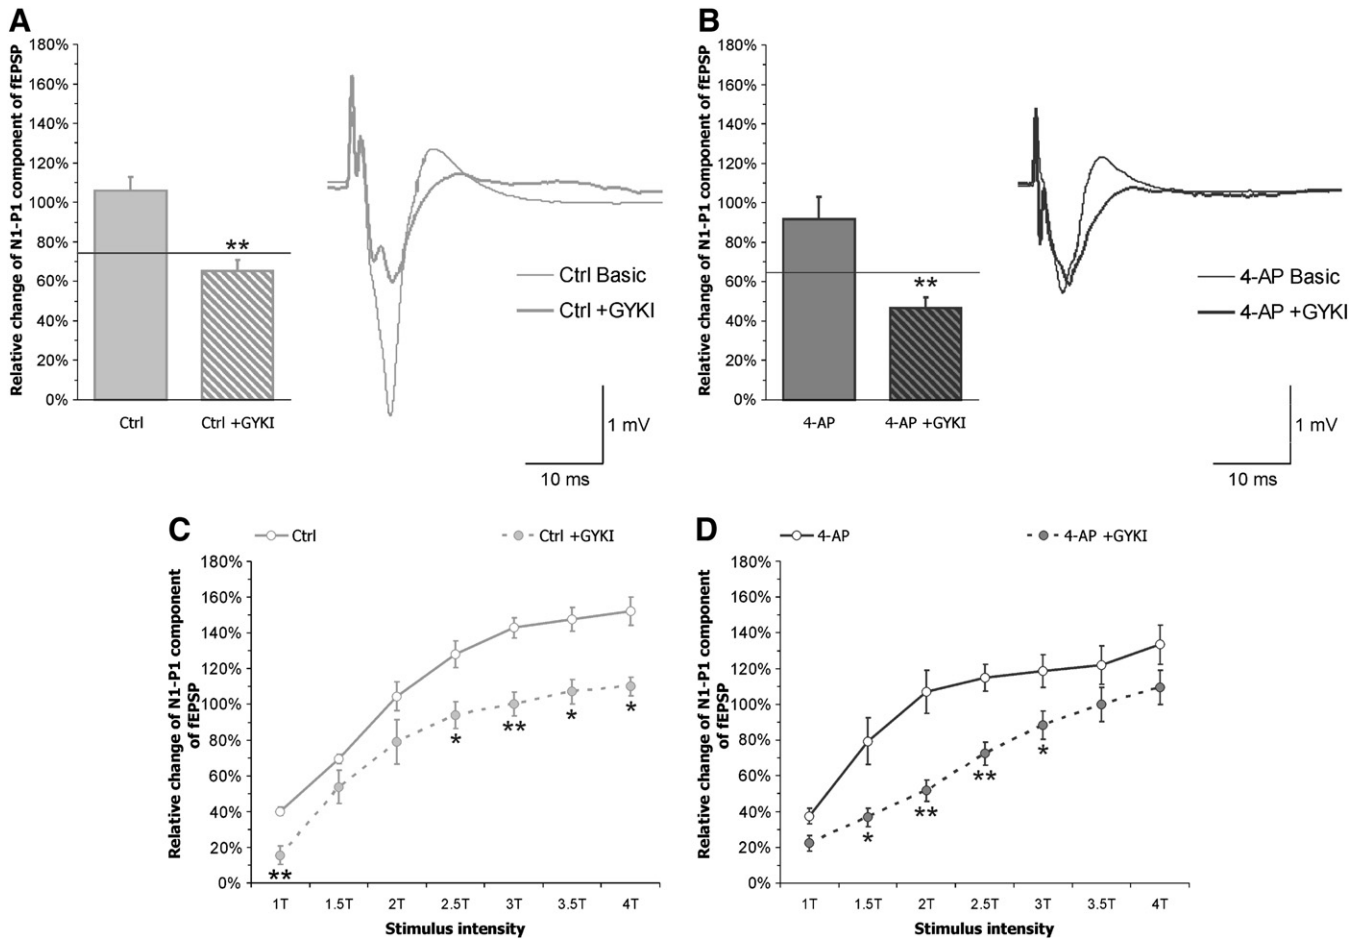 A
Relative change of N1-P1 component of fEPSP
180%
160%
140%
120%
100%
80%
60%
40%
20%
0%
**
Ctrl
Ctrl +GYKI
Ctrl Basic
Ctrl +GYKI
1 mV
10 ms
B
Relative change of N1-P1 component of fEPSP
180%
160%
140%
120%
100%
80%
60%
40%
20%
0%
**
4-AP
4-AP +GYKI
4-AP Basic
4-AP +GYKI
1 mV
10 ms
C
Ctrl
Ctrl +GYKI
Relative change of N1-P1 component
of fEPSP
180%
160%
140%
120%
100%
80%
60%
40%
20%
0%
**
*
**
*
*
1T
1.5T
2T
2.5T
3T
3.5T
4T
Stimulus intensity
D
4-AP
4-AP +GYKI
Relative change of N1-P1 component
of fEPSP
180%
160%
140%
120%
100%
80%
60%
40%
20%
0%
*
**
**
*
1T
1.5T
2T
2.5T
3T
3.5T
4T
Stimulus intensity